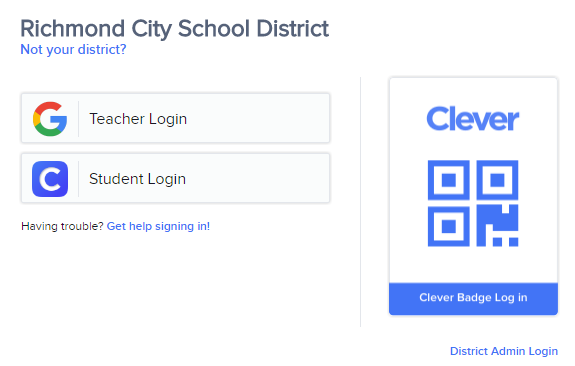 Richmond City School District
Not your district?
Teacher Login
Student Login
Having trouble? Get help signing in!
Clever
Clever Badge Log in
District Admin Login